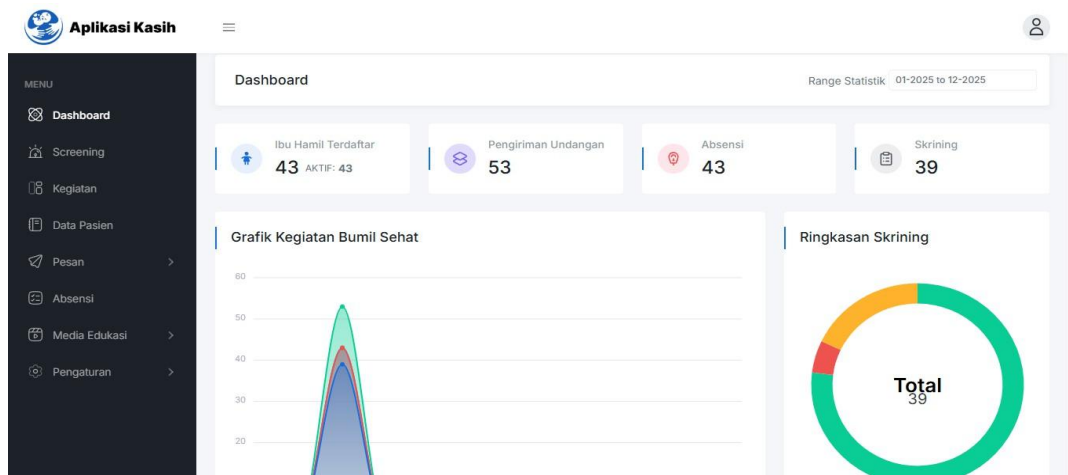 Aplikasi Kasih
MENU
Dashboard
Screening
Kegiatan
Data Pasien
Pesan
Absensi
Media Edukasi
Pengaturan
Dashboard
Range Statistik 01-2025 to 12-2025
Ibu Hamil Terdaftar
43 AKTIF: 43
Pengiriman Undangan
53
Absensi
43
Skrining
39
Grafik Kegiatan Bumil Sehat
60
50
40
30
20
Ringkasan Skrining
Total
39